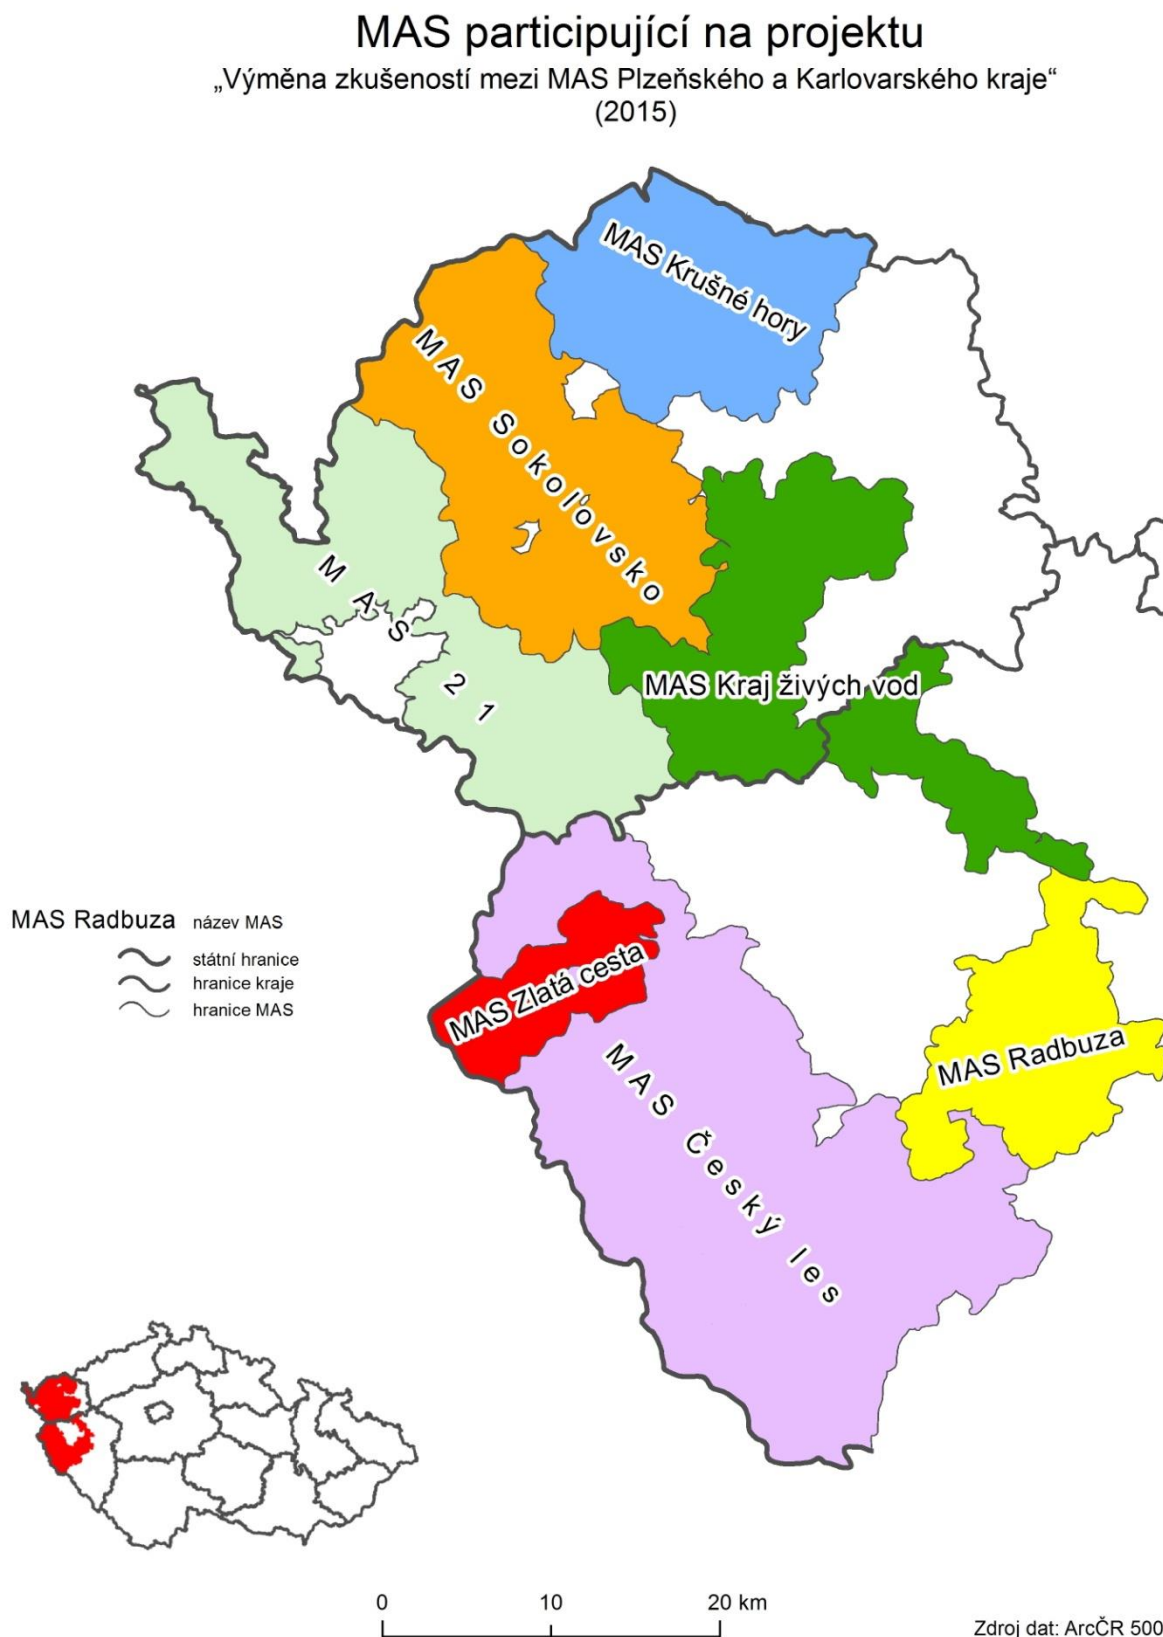 MAS participující na projektu
„Výměna zkušeností mezi MAS Plzeňského a Karlovarského kraje“
(2015)
MAS Krušné hory
MAS Sokolovsko
MAS 21
MAS Kraj živých vod
MAS Radbuza název MAS
státní hranice
hranice kraje
hranice MAS
MAS Zlatá cesta
MAS Radbuza
MAS Český les
0 10 20 km
Zdroj dat: ArcČR 500